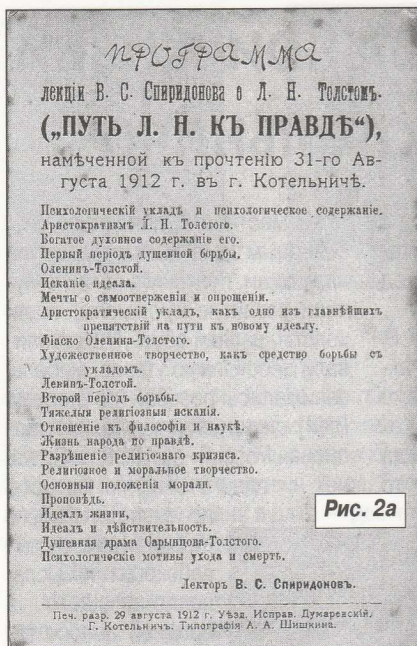 ПРОГРАММА
лекціи В. С. Спиридонова о Л. Н. Толстомъ.
(„ПУТЬ Л. Н. КЪ ПРАВДѢ“),
намѣченной къ прочтенію 31-го Ав-
густа 1912 г. въ г. Котельничѣ.
Психологическій укладъ и психологическое содержаніе.
Аристократизмъ Л. Н. Толстого.
Богатое духовное содержаніе его.
Первый періодъ душевной борьбы.
Оленинъ-Толстой.
Исканіе идеала.
Мечты о самоотверженіи и опрощеніи.
Аристократическій укладъ, какъ одно изъ главнѣйшихъ
препятствій на пути къ новому идеалу.
Фіаско Оленина-Толстого.
Художественное творчество, какъ средство борьбы съ
укладомъ.
Левинъ-Толстой.
Второй періодъ борьбы.
Тяжелыя религіозныя исканія.
Отношеніе къ философіи и наукѣ.
Жизнь народа по правдѣ.
Разрѣшеніе религіознаго кризиса.
Религіозное и моральное творчество.
Основныя положенія морали.
Проповѣдь.
Идеалъ жизни,
Идеалъ и дѣйствительность.
Душевная драма Сарынцова-Толстого.
Психологическіе мотивы ухода и смерть.
Рис. 2а
Лекторъ В. С. Спиридоновъ.
Печ. разр. 29 августа 1912 г. Уѣзд. Исправ. Думаревскій,
Г. Котельничъ. Типографія А. А. Шишкина.